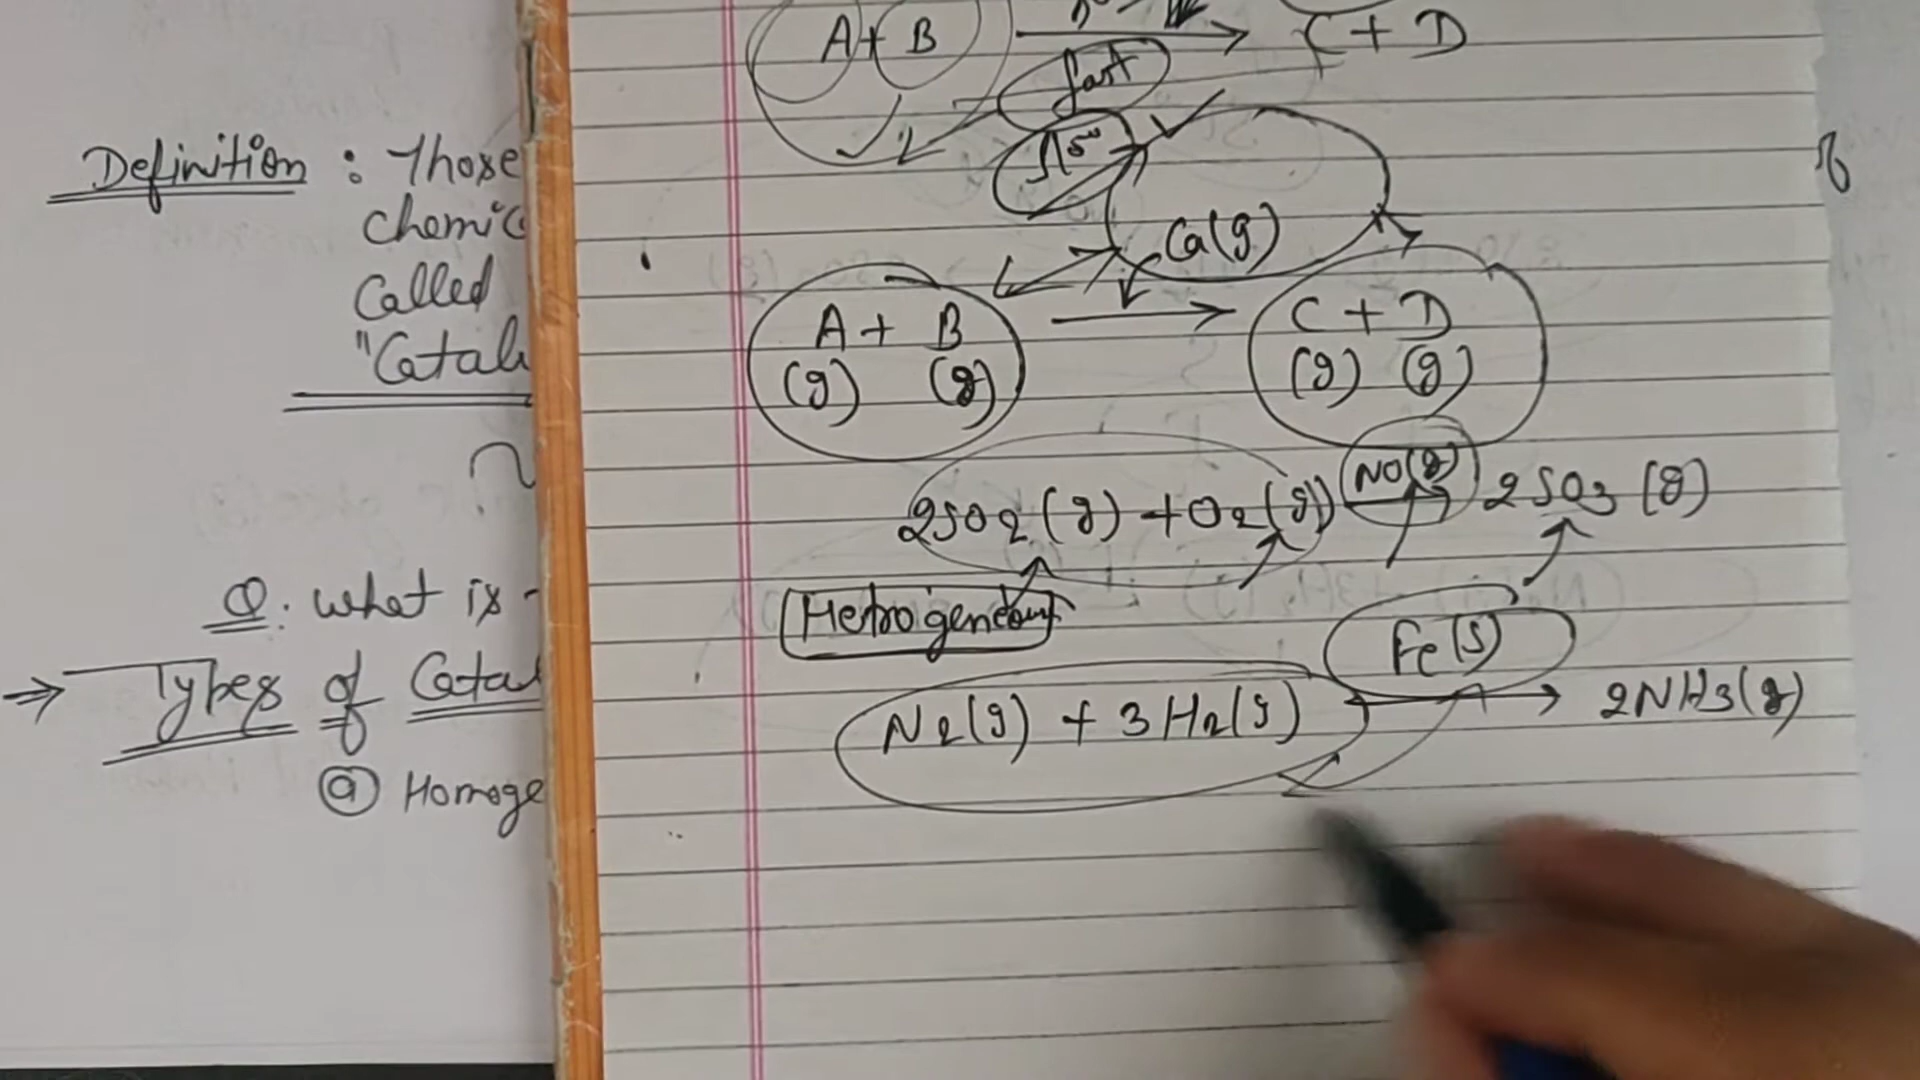 Definition : Those
chemic
Called
"Catal
Q. What is
⇒ Types of Catal
ⓐ Homoge
A + B → C + D
fast
Ca(g)
A + B → C + D
(g) (g) (g) (g)
2SO2 (g) + O2 (g) NO(g) 2SO3 (g)
Hetrogeneous
Fe(s)
N2(g) + 3H2(g) → 2NH3(g)